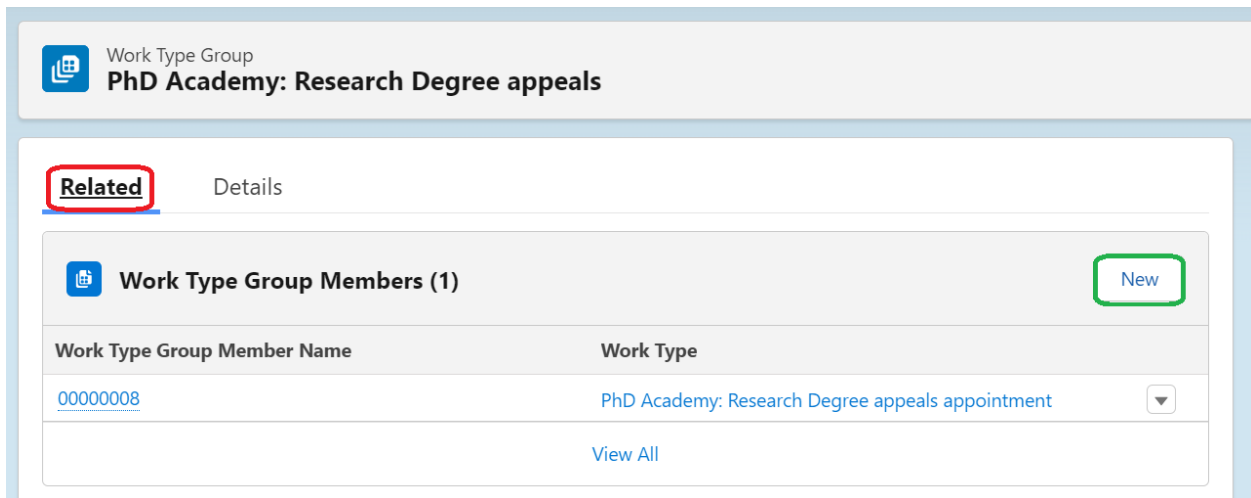 Work Type Group
PhD Academy: Research Degree appeals
Related Details
Work Type Group Members (1)
New
Work Type Group Member Name Work Type
00000008 PhD Academy: Research Degree appeals appointment
View All